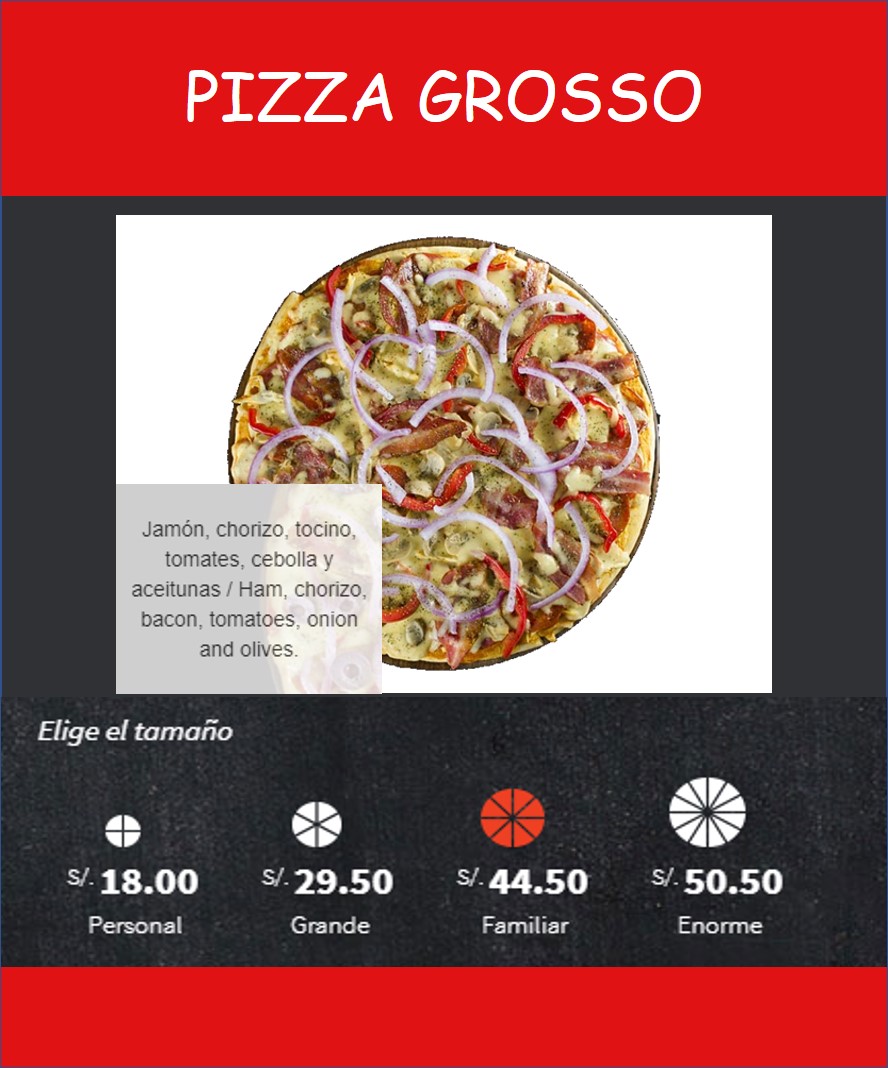 PIZZA GROSSO
Jamón, chorizo, tocino,
tomates, cebolla y
aceitunas / Ham, chorizo,
bacon, tomatoes, onion
and olives.
Elige el tamaño
S/. 18.00 S/. 29.50 S/. 44.50 S/. 50.50
Personal Grande Familiar Enorme